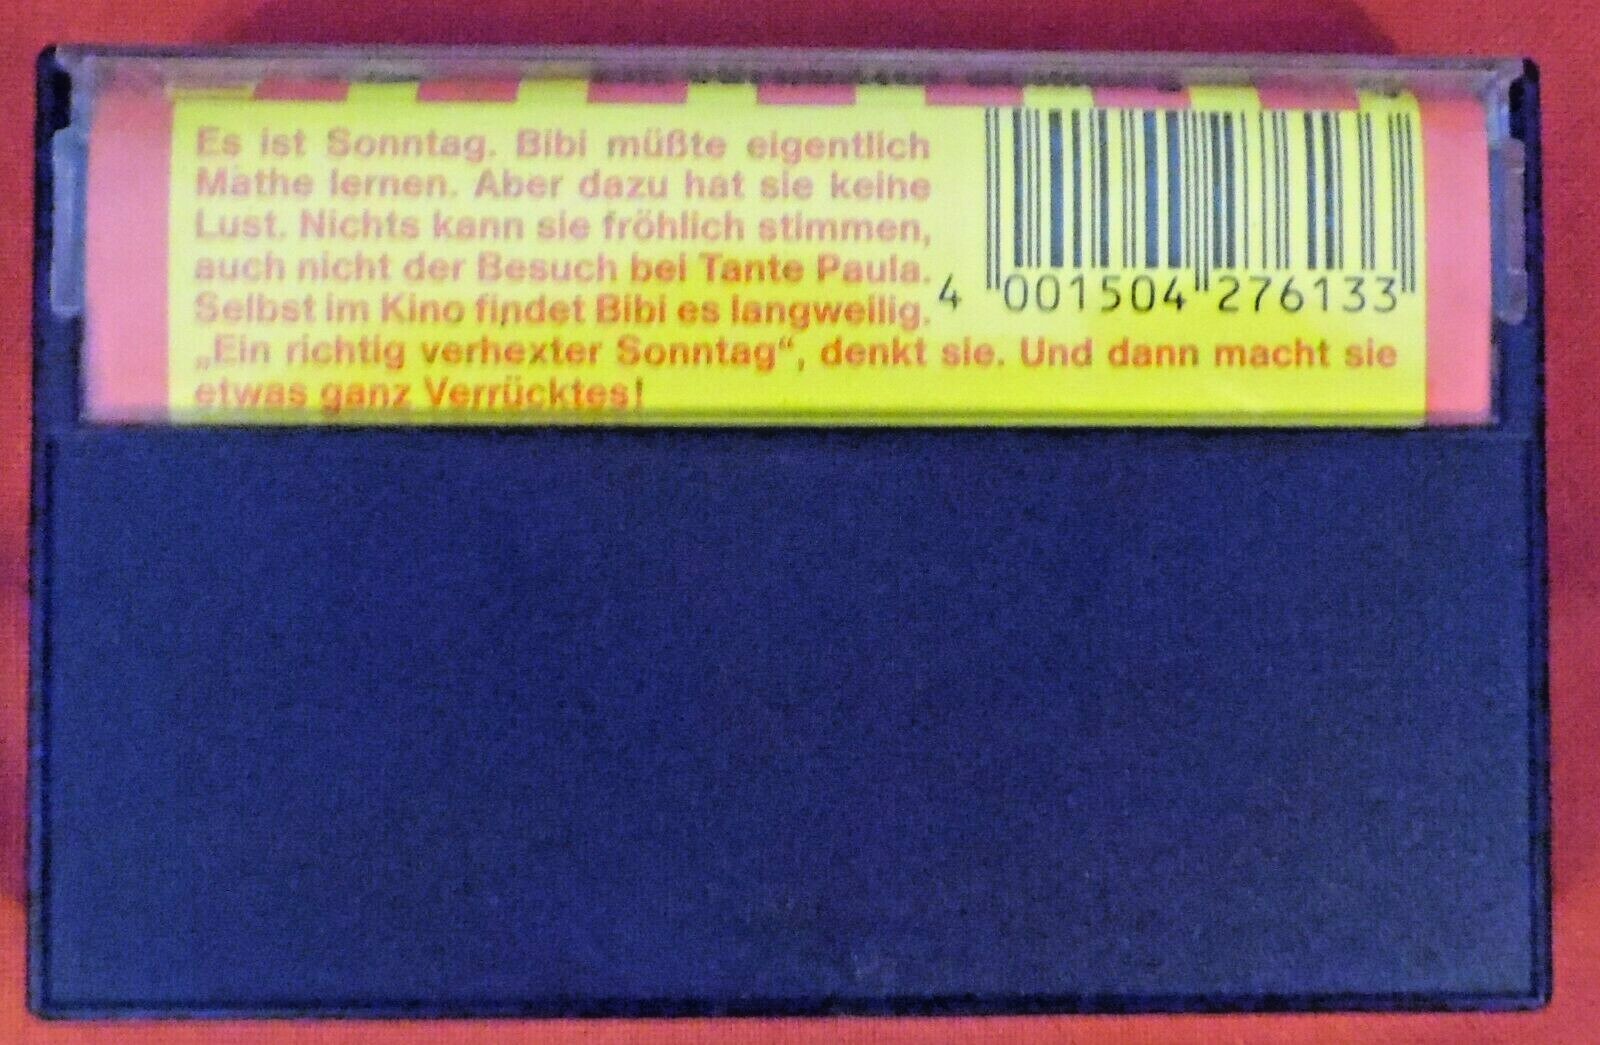 Es ist Sonntag. Bibi müßte eigentlich
Mathe lernen. Aber dazu hat sie keine
Lust. Nichts kann sie fröhlich stimmen,
auch nicht der Besuch bei Tante Paula.
Selbst im Kino findet Bibi es langweilig.
4 001504 276133
„Ein richtig verhexter Sonntag“, denkt sie. Und dann macht sie
etwas ganz Verrücktes!